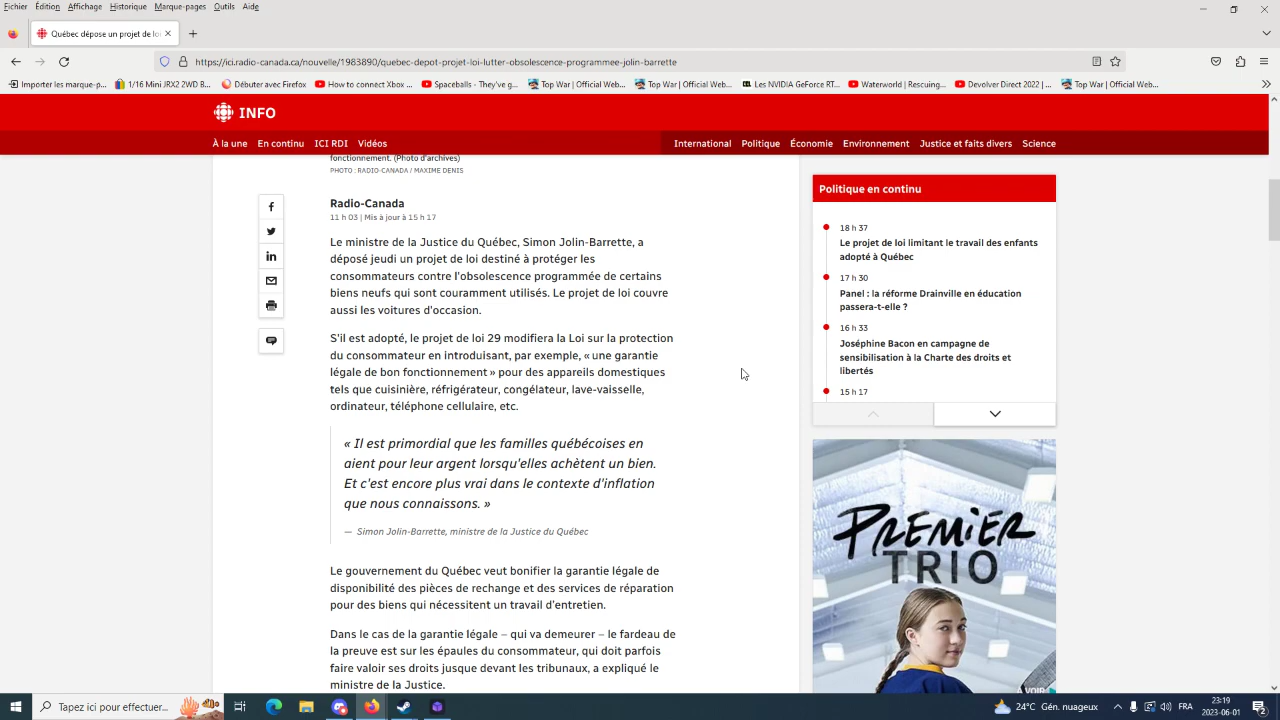 Fichier Édition Affichage Historique Marque-pages Outils Aide
Québec dépose un projet de loi
https://ici.radio-canada.ca/nouvelle/1983890/quebec-depot-projet-loi-lutter-obsolescence-programmee-jolin-barrette
Importer les marque-p... 1/16 Mini JRX2 2WD B... Débuter avec Firefox How to connect Xbox ... Spaceballs - They've g... Top War | Official Web... Top War | Official Web... Les NVIDIA GeForce RT... Waterworld | Rescuing... Devolver Direct 2022 | ... Top War | Official Web...
INFO
À la une En continu ICI RDI Vidéos International Politique Économie Environnement Justice et faits divers Science
fonctionnement. (Photo d'archives)
PHOTO : RADIO-CANADA / MAXIME DENIS
Radio-Canada
11 h 03 | Mis à jour à 15 h 17
Le ministre de la Justice du Québec, Simon Jolin-Barrette, a
déposé jeudi un projet de loi destiné à protéger les
consommateurs contre l'obsolescence programmée de certains
biens neufs qui sont couramment utilisés. Le projet de loi couvre
aussi les voitures d'occasion.
S'il est adopté, le projet de loi 29 modifiera la Loi sur la protection
du consommateur en introduisant, par exemple, « une garantie
légale de bon fonctionnement » pour des appareils domestiques
tels que cuisinière, réfrigérateur, congélateur, lave-vaisselle,
ordinateur, téléphone cellulaire, etc.
« Il est primordial que les familles québécoises en
aient pour leur argent lorsqu'elles achètent un bien.
Et c'est encore plus vrai dans le contexte d'inflation
que nous connaissons. »
— Simon Jolin-Barrette, ministre de la Justice du Québec
Le gouvernement du Québec veut bonifier la garantie légale de
disponibilité des pièces de rechange et des services de réparation
pour des biens qui nécessitent un travail d'entretien.
Dans le cas de la garantie légale – qui va demeurer – le fardeau de
la preuve est sur les épaules du consommateur, qui doit parfois
faire valoir ses droits jusque devant les tribunaux, a expliqué le
ministre de la Justice.
Politique en continu
18 h 37
Le projet de loi limitant le travail des enfants
adopté à Québec
17 h 30
Panel : la réforme Drainville en éducation
passera-t-elle ?
16 h 33
Joséphine Bacon en campagne de
sensibilisation à la Charte des droits et
libertés
15 h 17
PREMIER
TRIO
À VOIR
Tapez ici pour effectuer...
24°C Gén. nuageux
FRA
23:19
2023-06-01
2